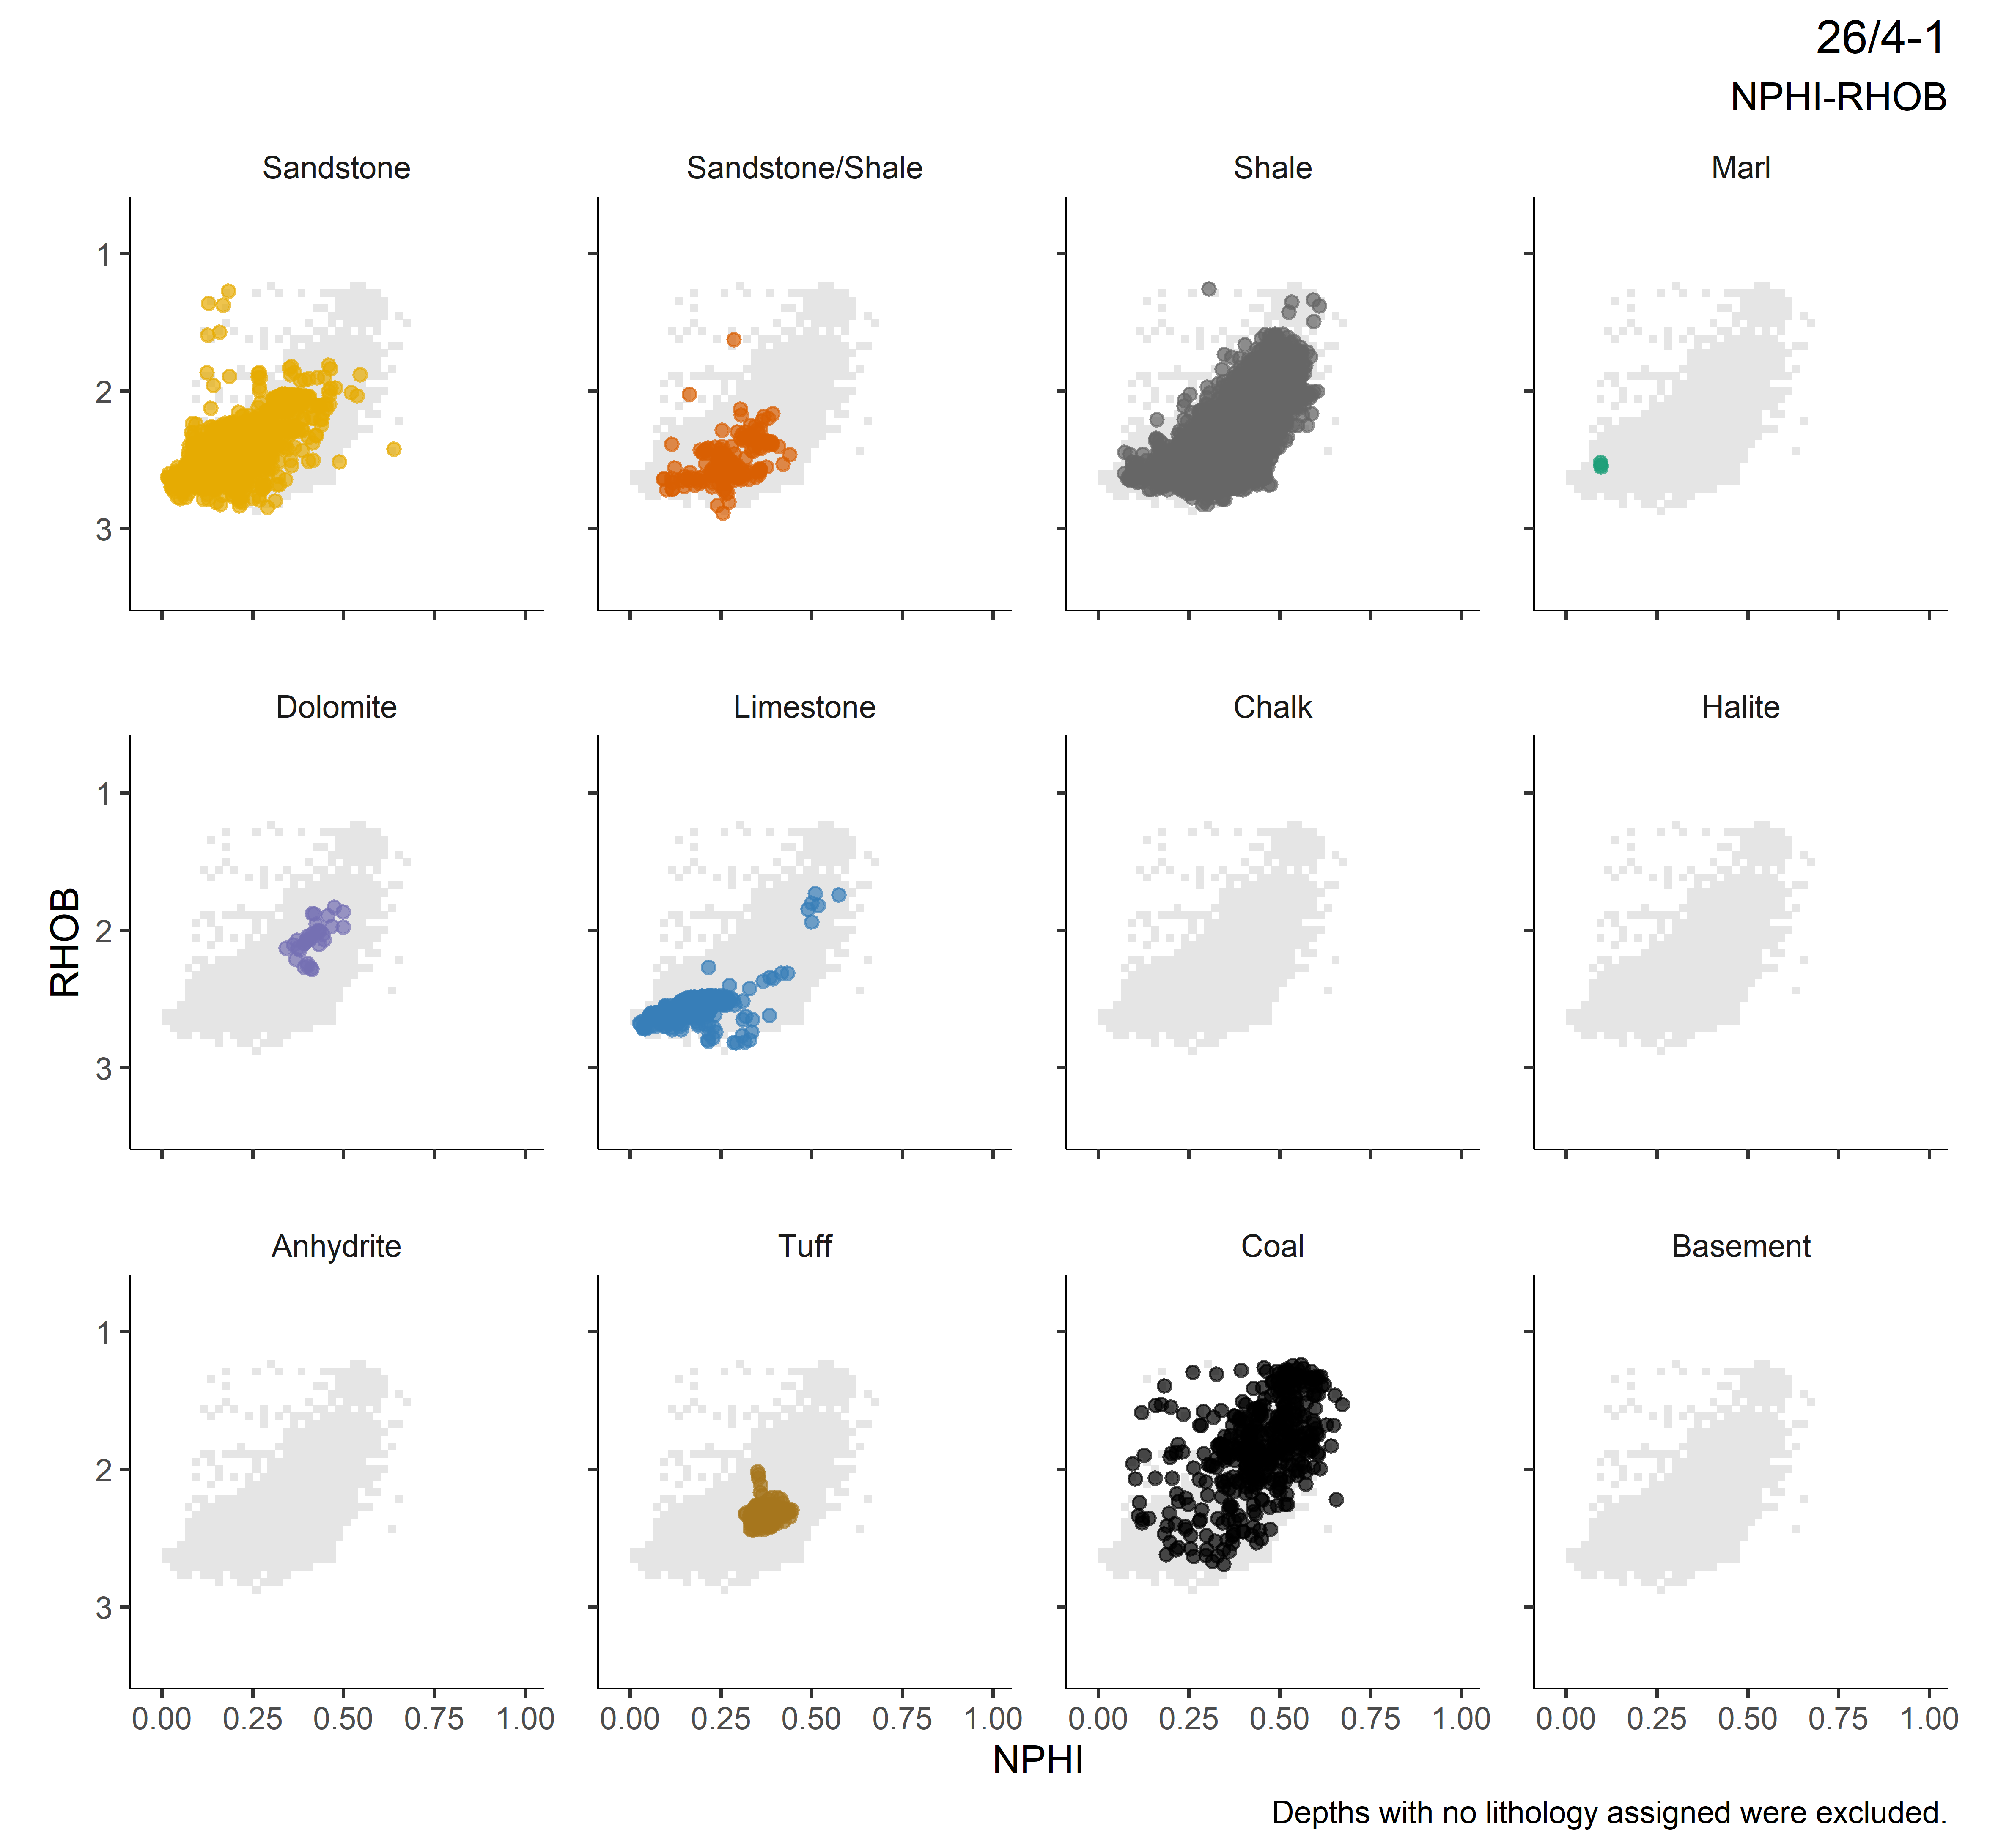 26/4-1
NPHI-RHOB
Sandstone Sandstone/Shale Shale Marl
1
2
3
Dolomite Limestone Chalk Halite
1
2
3
RHOB
Anhydrite Tuff Coal Basement
1
2
3
0.00 0.25 0.50 0.75 1.00 0.00 0.25 0.50 0.75 1.00 0.00 0.25 0.50 0.75 1.00 0.00 0.25 0.50 0.75 1.00
NPHI
Depths with no lithology assigned were excluded.